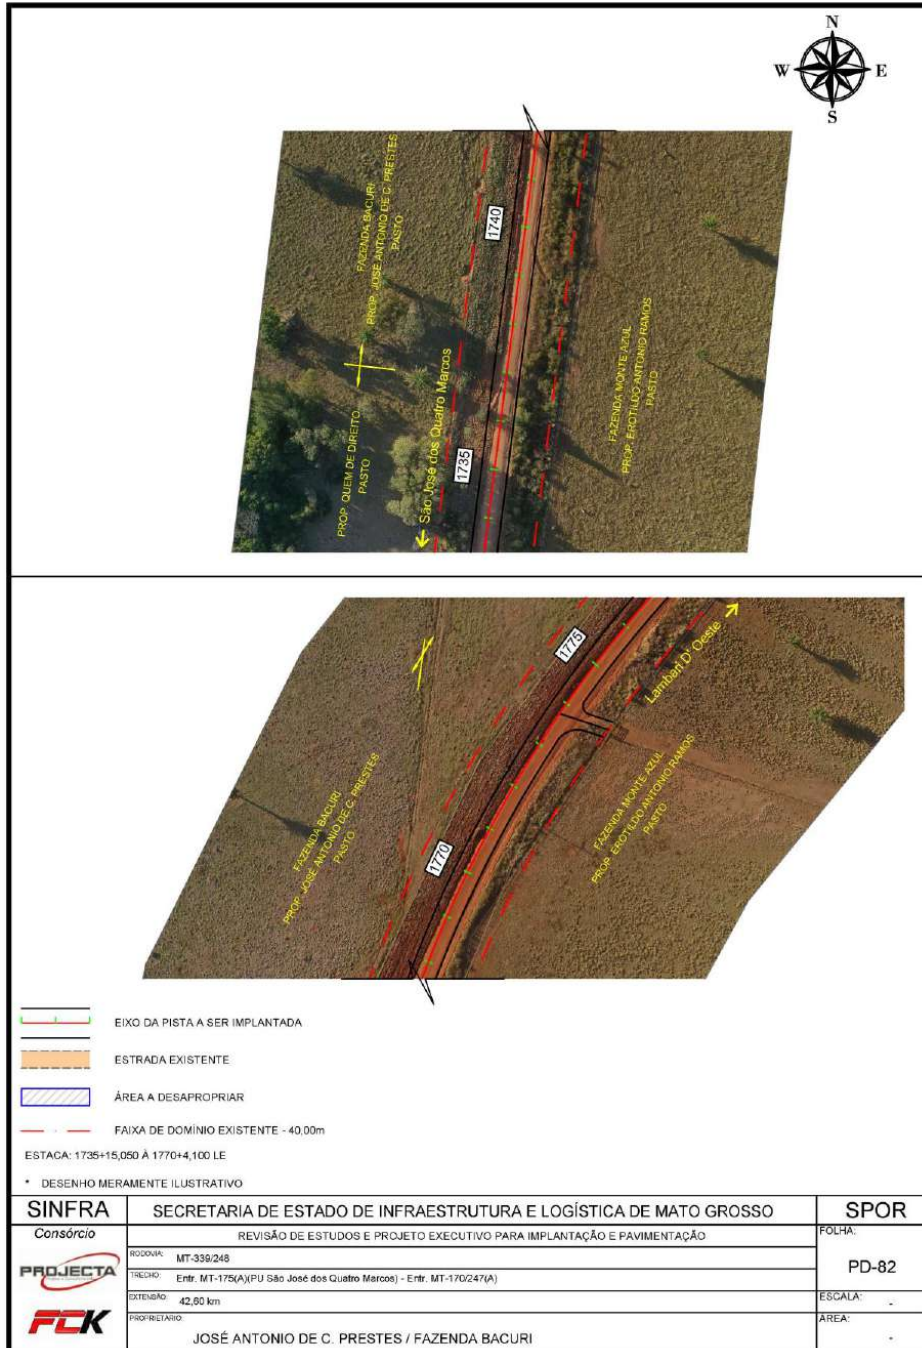 N
W E
S
FAZENDA BACURI
PROP. JOSÉ ANTONIO DE C. PRESTES
PASTO
1740
FAZENDA MONTE AZUL
PROP. EROTILDO ANTONIO RAMOS
PASTO
PROP. QUEM DE DIREITO
PASTO
São José dos Quatro Marcos
1735
1775
Lambari D' Oeste
FAZENDA BACURI
PROP. JOSÉ ANTONIO DE C. PRESTES
PASTO
1770
FAZENDA MONTE AZUL
PROP. EROTILDO ANTONIO RAMOS
PASTO
EIXO DA PISTA A SER IMPLANTADA
ESTRADA EXISTENTE
ÁREA A DESAPROPRIAR
FAIXA DE DOMÍNIO EXISTENTE - 40,00m
ESTACA: 1735+15,050 À 1770+4,100 LE
* DESENHO MERAMENTE ILUSTRATIVO
SINFRA
SECRETARIA DE ESTADO DE INFRAESTRUTURA E LOGÍSTICA DE MATO GROSSO
SPOR
Consórcio
REVISÃO DE ESTUDOS E PROJETO EXECUTIVO PARA IMPLANTAÇÃO E PAVIMENTAÇÃO
FOLHA:
PROJECTA
RODOVIA: MT-339/248
PD-82
TRECHO: Entr. MT-175(A)(PU São José dos Quatro Marcos) - Entr. MT-170/247(A)
EXTENSÃO: 42,60 km
ESCALA: -
FCK
PROPRIETÁRIO:
ÁREA:
JOSÉ ANTONIO DE C. PRESTES / FAZENDA BACURI
-